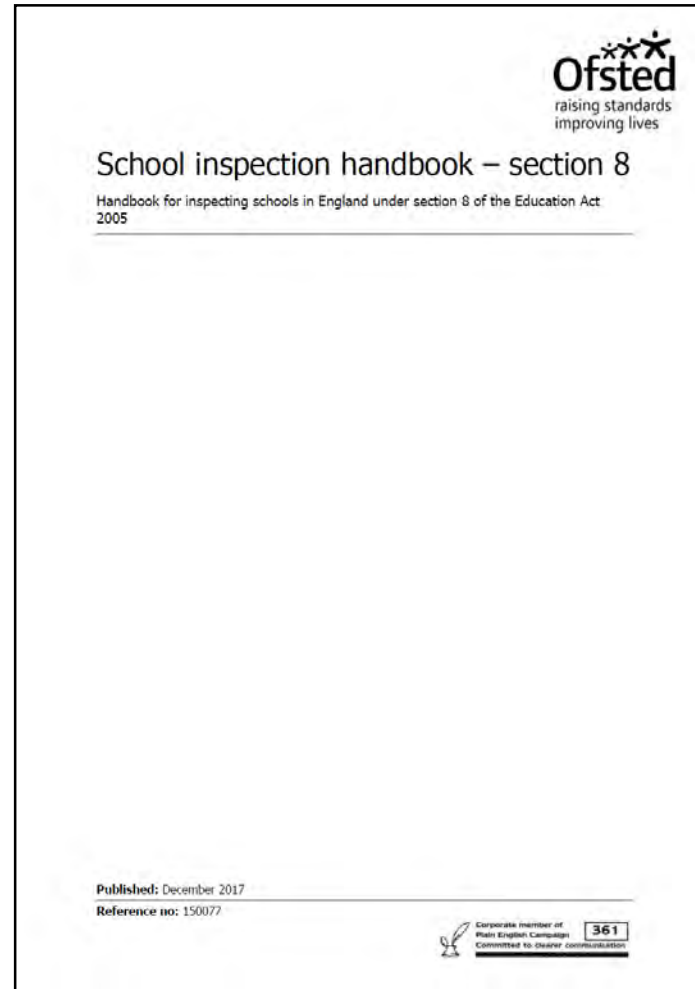 Ofsted
raising standards
improving lives
School inspection handbook – section 8
Handbook for inspecting schools in England under section 8 of the Education Act
2005
Published: December 2017
Reference no: 150077
Corporate member of
Plain English Campaign
Committed to clearer communication
361